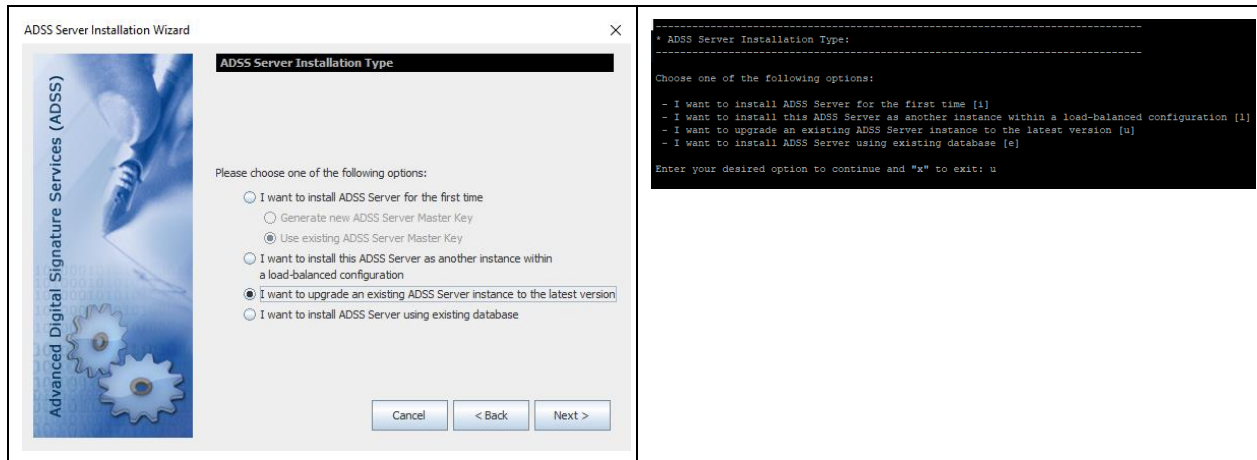 ADSS Server Installation Wizard
Advanced Digital Signature Services (ADSS)
ADSS Server Installation Type
Please choose one of the following options:
I want to install ADSS Server for the first time
Generate new ADSS Server Master Key
Use existing ADSS Server Master Key
I want to install this ADSS Server as another instance within
a load-balanced configuration
I want to upgrade an existing ADSS Server instance to the latest version
I want to install ADSS Server using existing database
Cancel
< Back
Next >
--------------------------------------------------------------------------------
* ADSS Server Installation Type:
--------------------------------------------------------------------------------
Choose one of the following options:
- I want to install ADSS Server for the first time [i]
- I want to install this ADSS Server as another instance within a load-balanced configuration [l]
- I want to upgrade an existing ADSS Server instance to the latest version [u]
- I want to install ADSS Server using existing database [e]
Enter your desired option to continue and "x" to exit: u